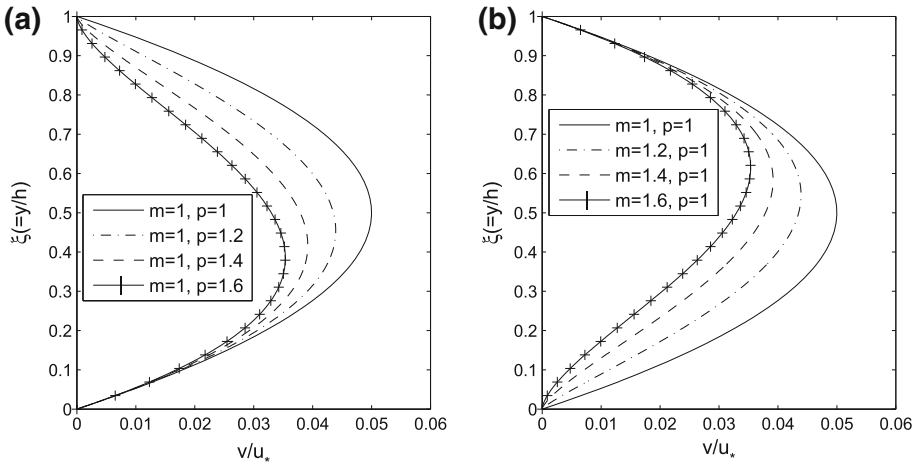 (a)
1
0.9
0.8
0.7
0.6
0.5
0.4
0.3
0.2
0.1
0
ξ(=y/h)
m=1, p=1
m=1, p=1.2
m=1, p=1.4
m=1, p=1.6
0 0.01 0.02 0.03 0.04 0.05 0.06
v/u*
(b)
1
0.9
0.8
0.7
0.6
0.5
0.4
0.3
0.2
0.1
0
ξ(=y/h)
m=1, p=1
m=1.2, p=1
m=1.4, p=1
m=1.6, p=1
0 0.01 0.02 0.03 0.04 0.05 0.06
v/u*